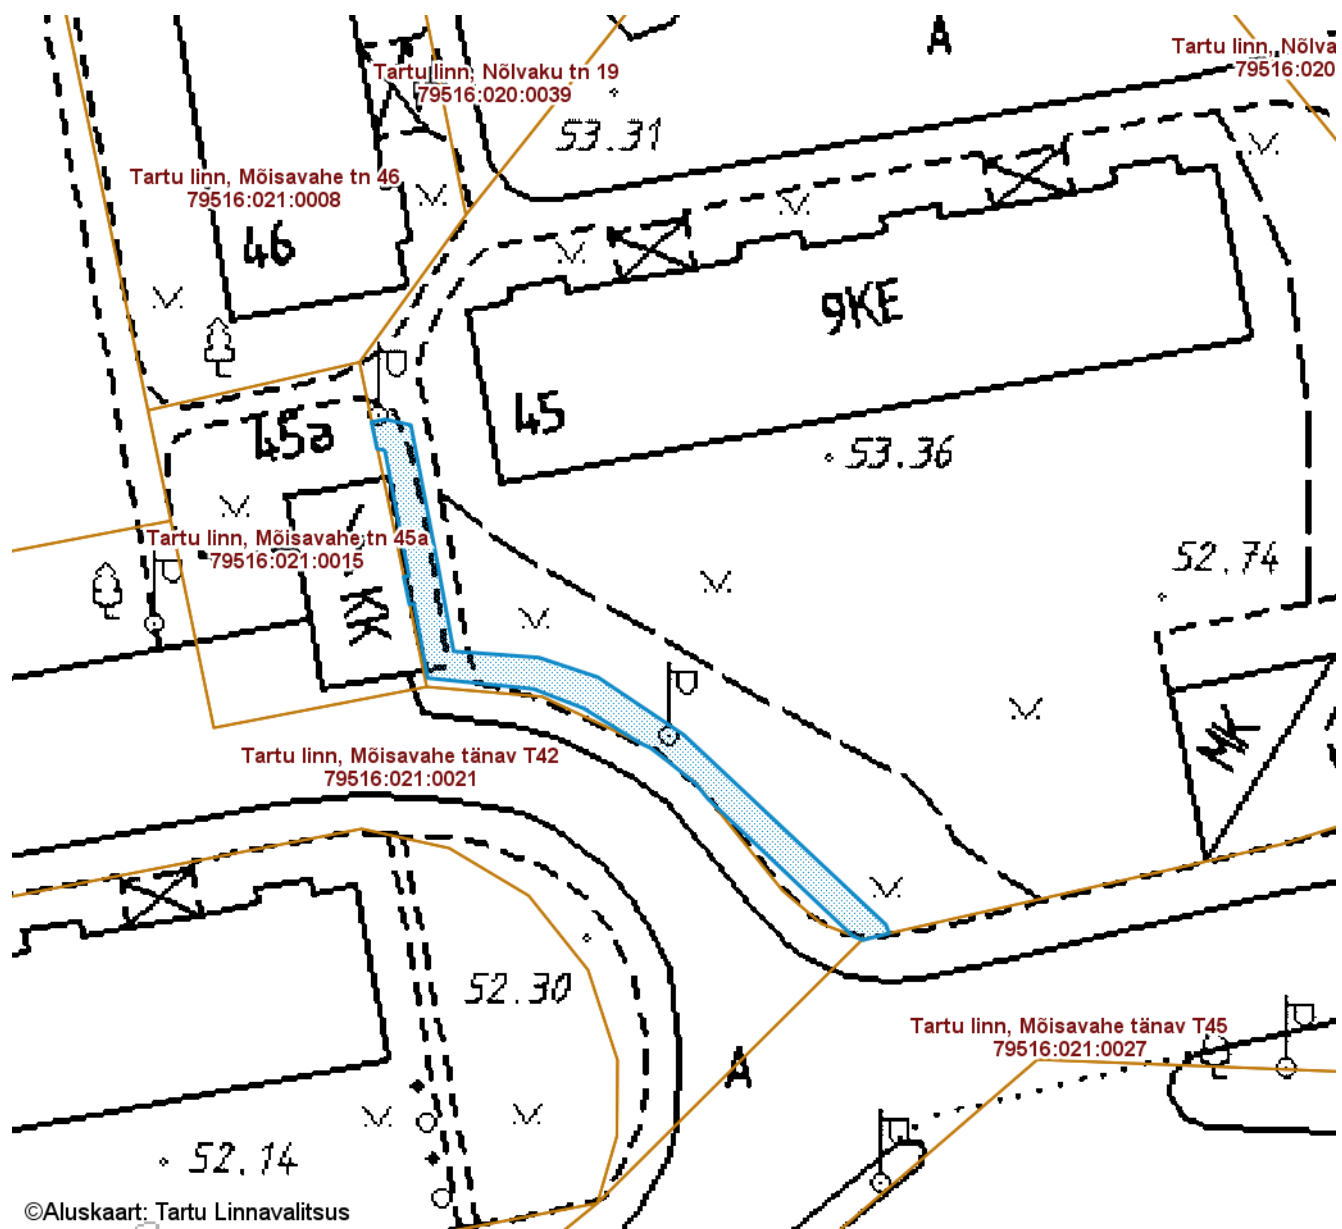 A
Tartu linn, Nõlvaku tn 19
79516:020:0039
Tartu linn, Nõlva
79516:020
53.31
Tartu linn, Mõisavahe tn 46
79516:021:0008
46
9KE
45
45a
53.36
Tartu linn, Mõisavahe tn 45a
79516:021:0015
KK
52.74
MK
Tartu linn, Mõisavahe tänav T42
79516:021:0021
52.30
Tartu linn, Mõisavahe tänav T45
79516:021:0027
A
52.14
©Aluskaart: Tartu Linnavalitsus